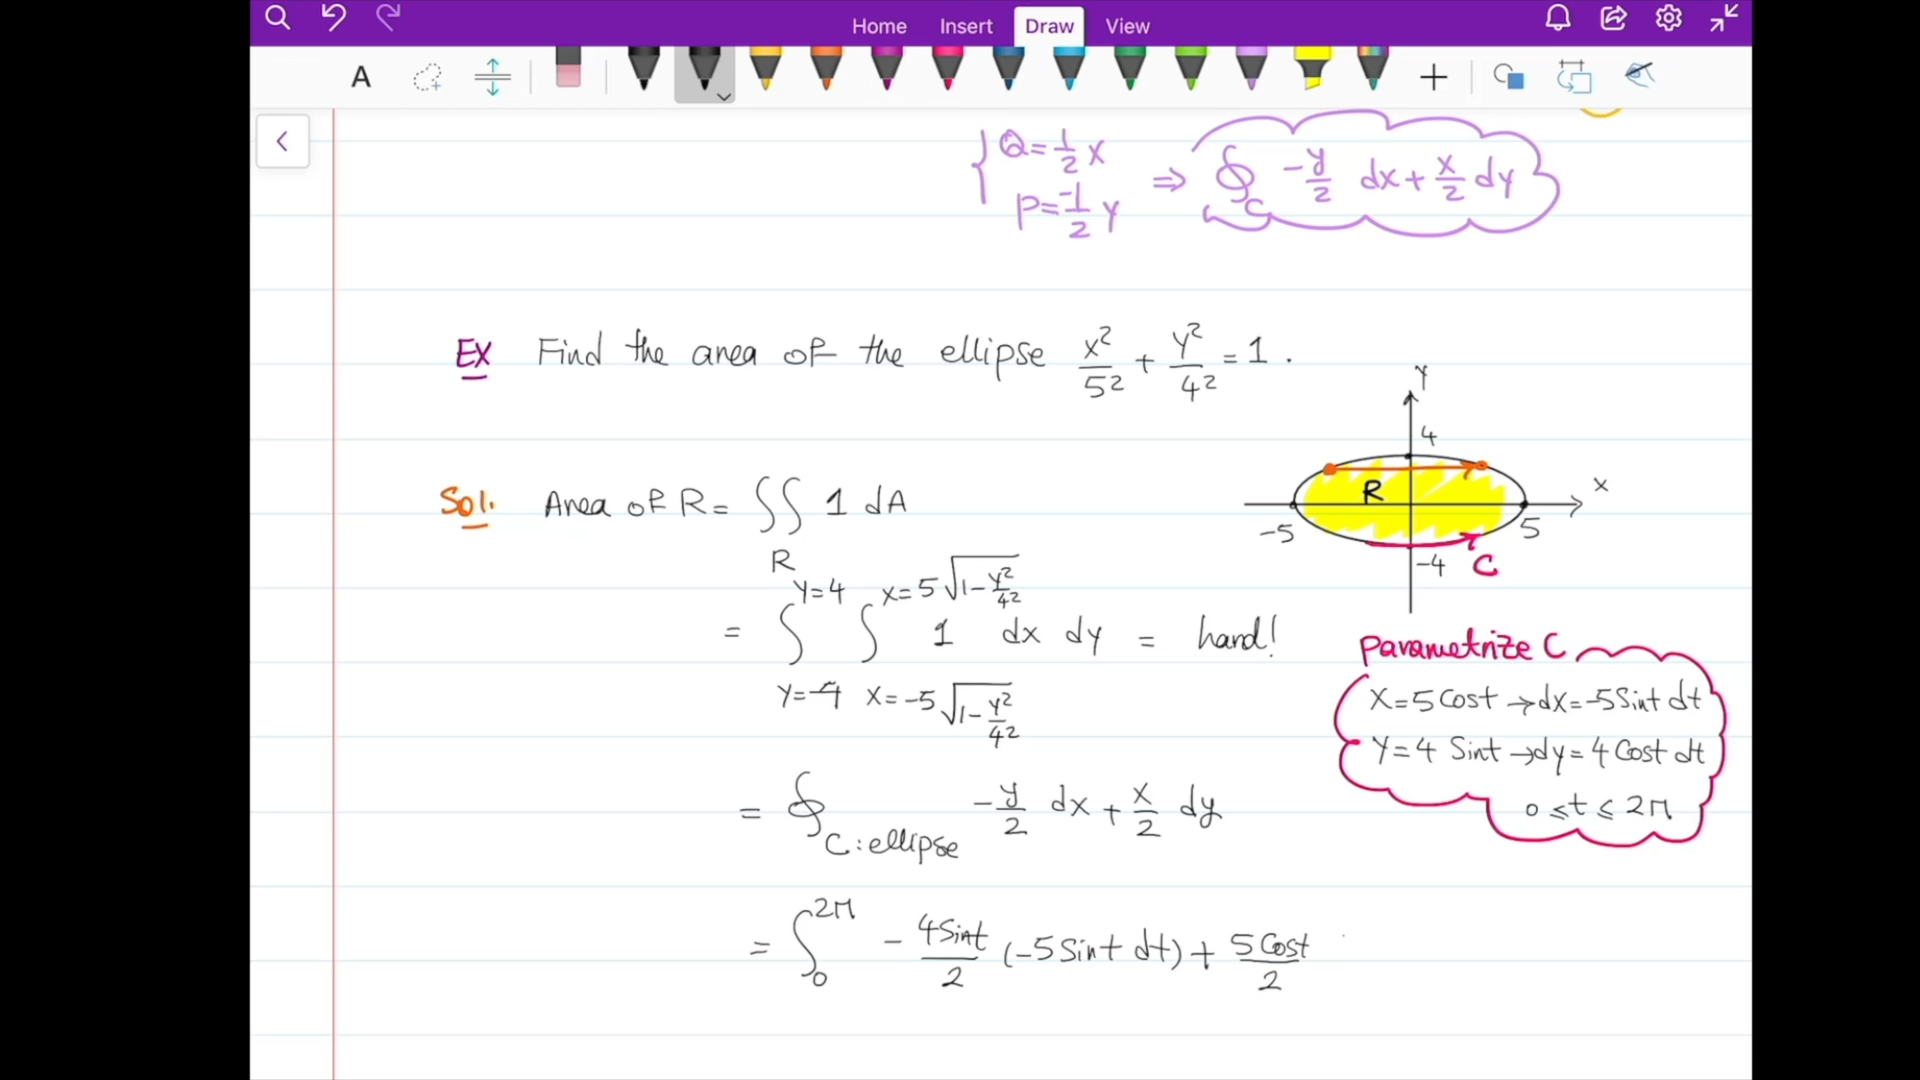 Home Insert Draw View
A
{ Q = 1/2 x
P = -1/2 y ⇒ ∮_C -y/2 dx + x/2 dy
EX Find the area of the ellipse x²/5² + y²/4² = 1 .
Y
4
x
R
-5 5
-4 C
Sol: Area of R = ∬_R 1 dA
= ∫_{y=-4}^{y=4} ∫_{x=-5√(1-y²/4²)}^{x=5√(1-y²/4²)} 1 dx dy = hard!
Parametrize C
x = 5 Cost → dx = -5 Sint dt
y = 4 Sint → dy = 4 Cost dt
0 ≤ t ≤ 2π
= ∮_{C: ellipse} -y/2 dx + x/2 dy
= ∫_0^{2π} - 4 Sint/2 (-5 Sint dt) + 5 Cost/2